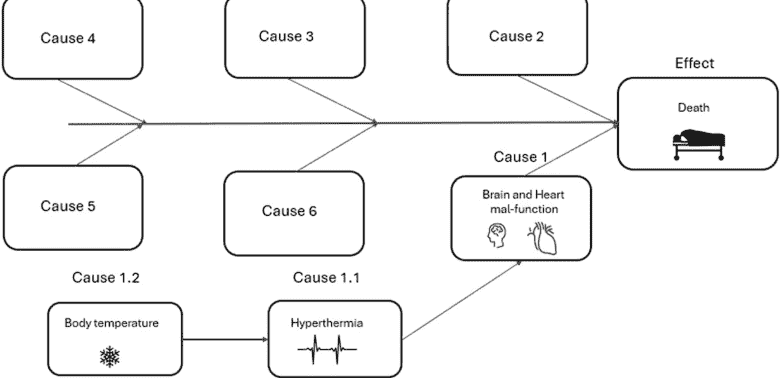 Cause 4
Cause 3
Cause 2
Effect
Death
Cause 1
Brain and Heart
mal-function
Cause 5
Cause 6
Cause 1.2
Cause 1.1
Body temperature
Hyperthermia